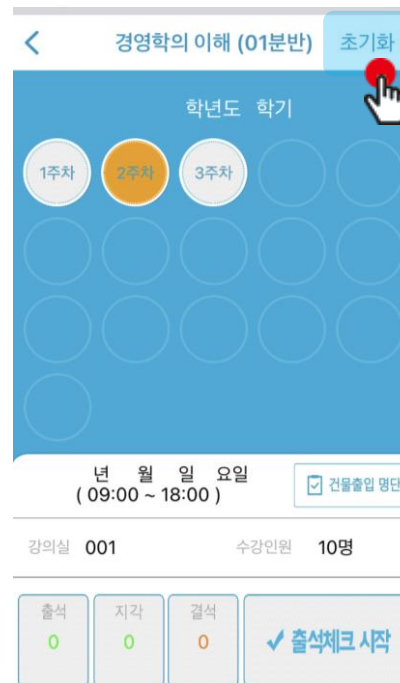 경영학의 이해 (01분반) 초기화
학년도 학기
1주차 2주차 3주차
년 월 일 요일
( 09:00 ~ 18:00 )
건물출입 명단
강의실 001 수강인원 10명
출석 지각 결석
0 0 0
출석체크 시작